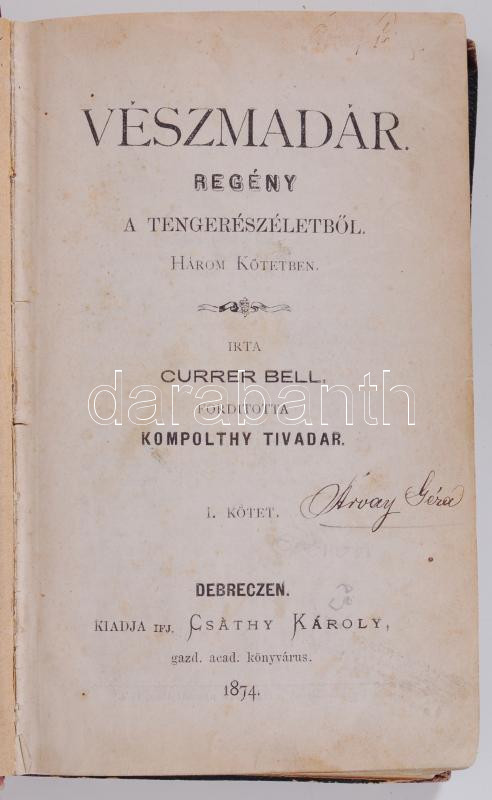 VÉSZMADÁR.
REGÉNY
A TENGERÉSZÉLETBŐL.
HÁROM KÖTETBEN.
IRTA
CURRER BELL,
darabanth
FORDITOTTA
KOMPOLTHY TIVADAR.
I. KÖTET.
Árvay Géza
DEBRECZEN.
KIADJA IFJ. CSÁTHY KÁROLY,
gazd. acad. könyvárus.
1874.